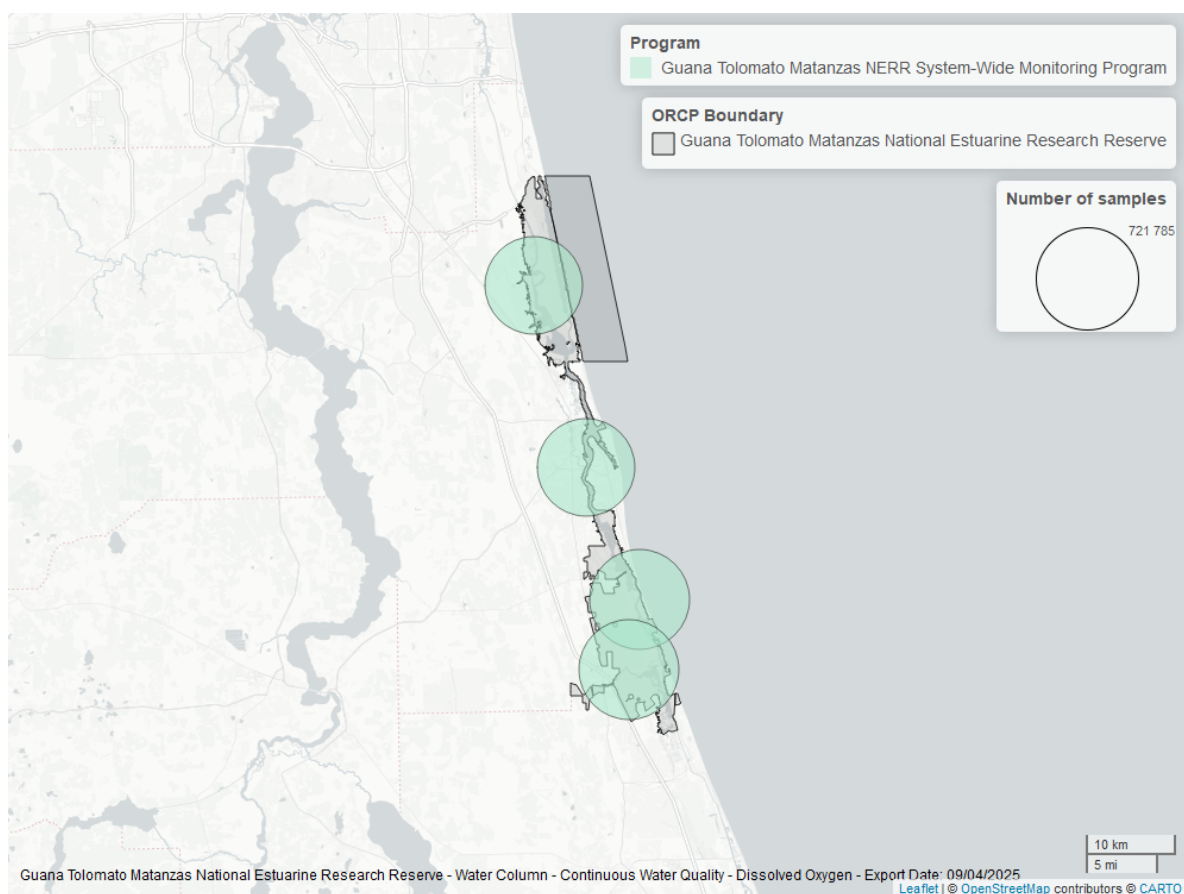 Program
Guana Tolomato Matanzas NERR System-Wide Monitoring Program
ORCP Boundary
Guana Tolomato Matanzas National Estuarine Research Reserve
Number of samples
721 785
10 km
5 mi
Guana Tolomato Matanzas National Estuarine Research Reserve - Water Column - Continuous Water Quality - Dissolved Oxygen - Export Date: 09/04/2025
Leaflet | © OpenStreetMap contributors © CARTO